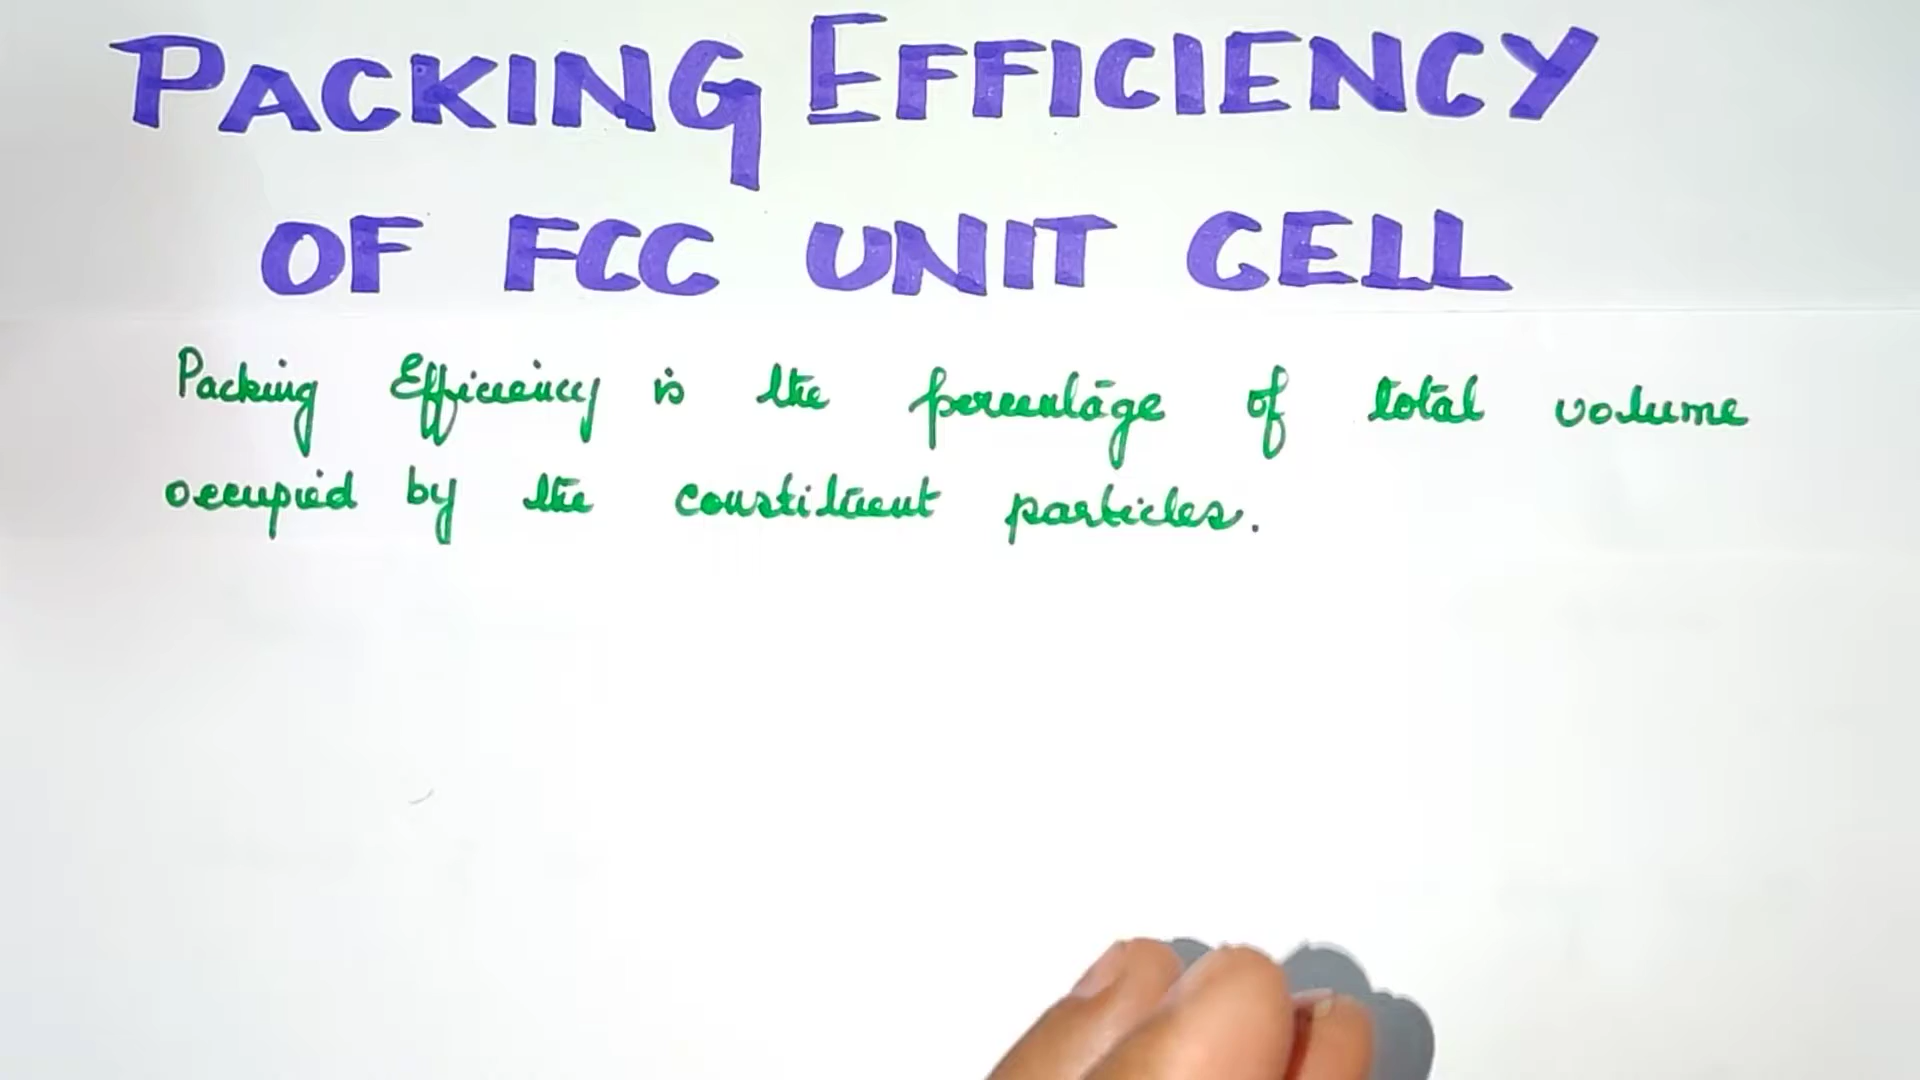 PACKING EFFICIENCY
OF FCC UNIT CELL
Packing Efficiency is the percentage of total volume
occupied by the constituent particles.